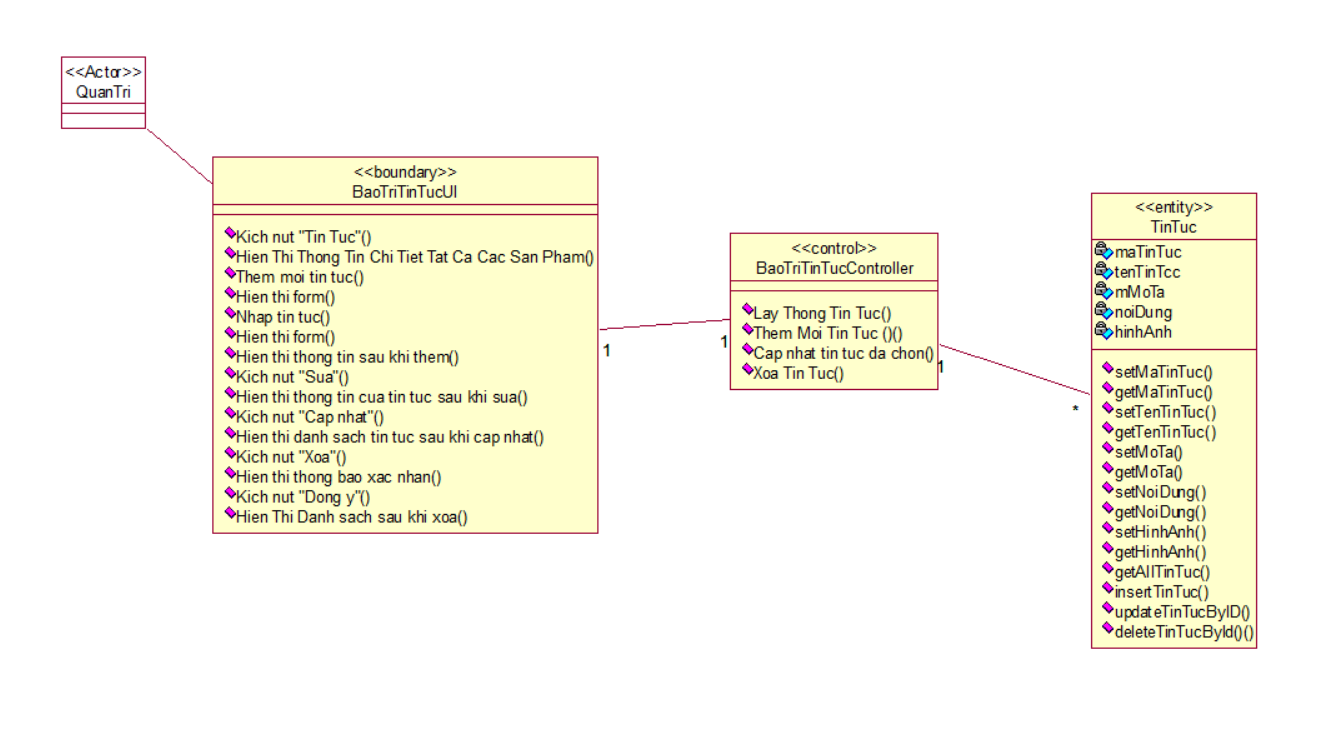 <<Actor>>
QuanTri
<<boundary>>
BaoTriTinTucUI
Kich nut "Tin Tuc"()
Hien Thi Thong Tin Chi Tiet Tat Ca Cac San Pham()
Them moi tin tuc()
Hien thi form()
Nhap tin tuc()
Hien thi form()
Hien thi thong tin sau khi them()
Kich nut "Sua"()
Hien thi thong tin cua tin tuc sau khi sua()
Kich nut "Cap nhat"()
Hien thi danh sach tin tuc sau khi cap nhat()
Kich nut "Xoa"()
Hien thi thong bao xac nhan()
Kich nut "Dong y"()
Hien Thi Danh sach sau khi xoa()
1
1
<<control>>
BaoTriTinTucController
Lay Thong Tin Tuc()
Them Moi Tin Tuc ()()
Cap nhat tin tuc da chon()
Xoa Tin Tuc()
1
*
<<entity>>
TinTuc
maTinTuc
tenTinTcc
mMoTa
noiDung
hinhAnh
setMaTinTuc()
getMaTinTuc()
setTenTinTuc()
getTenTinTuc()
setMoTa()
getMoTa()
setNoiDung()
getNoiDung()
setHinhAnh()
getHinhAnh()
getAllTinTuc()
insertTinTuc()
updateTinTucByID()
deleteTinTucById()()